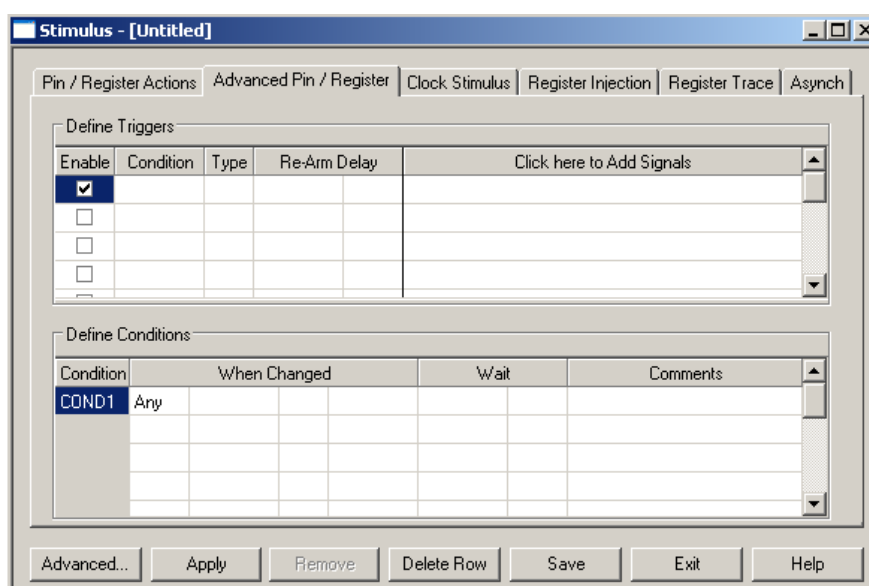 Stimulus - [Untitled]
Pin / Register Actions Advanced Pin / Register Clock Stimulus Register Injection Register Trace Asynch
Define Triggers
Enable Condition Type Re-Arm Delay Click here to Add Signals
Define Conditions
Condition When Changed Wait Comments
COND1 Any
Advanced... Apply Remove Delete Row Save Exit Help